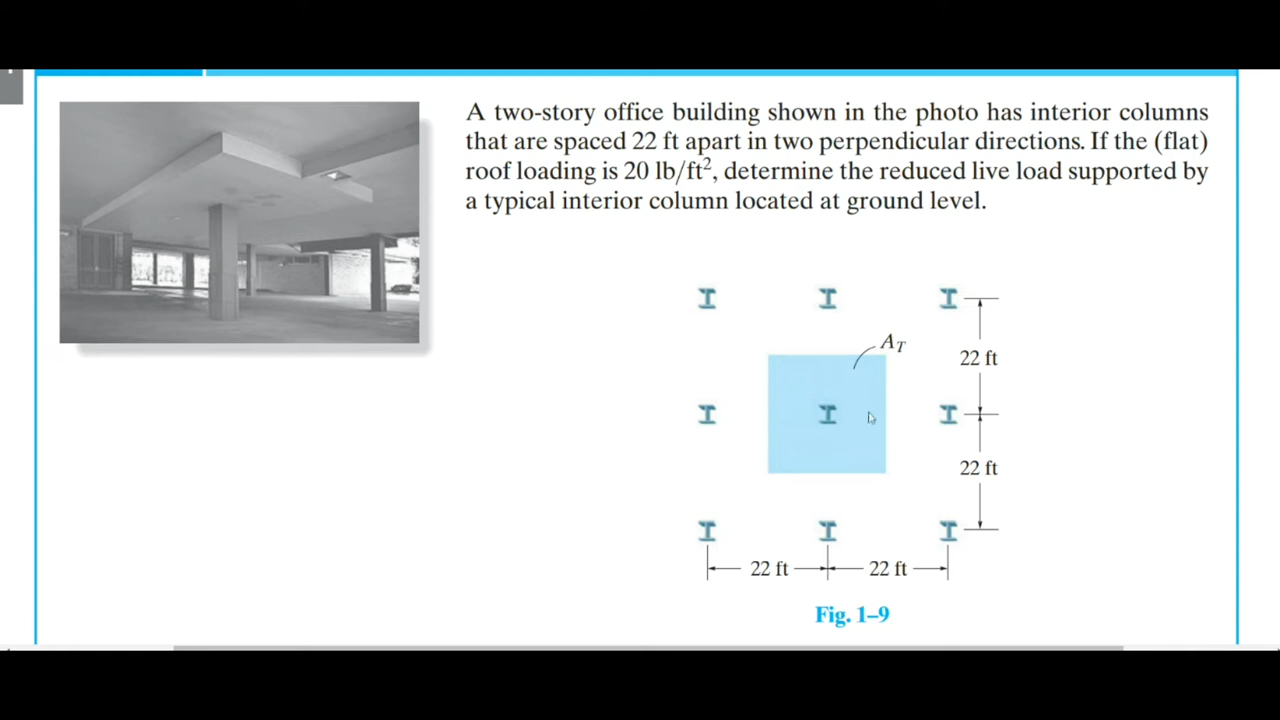 A two-story office building shown in the photo has interior columns
that are spaced 22 ft apart in two perpendicular directions. If the (flat)
roof loading is 20 lb/ft², determine the reduced live load supported by
a typical interior column located at ground level.
A_T
22 ft
22 ft
22 ft
22 ft
Fig. 1–9